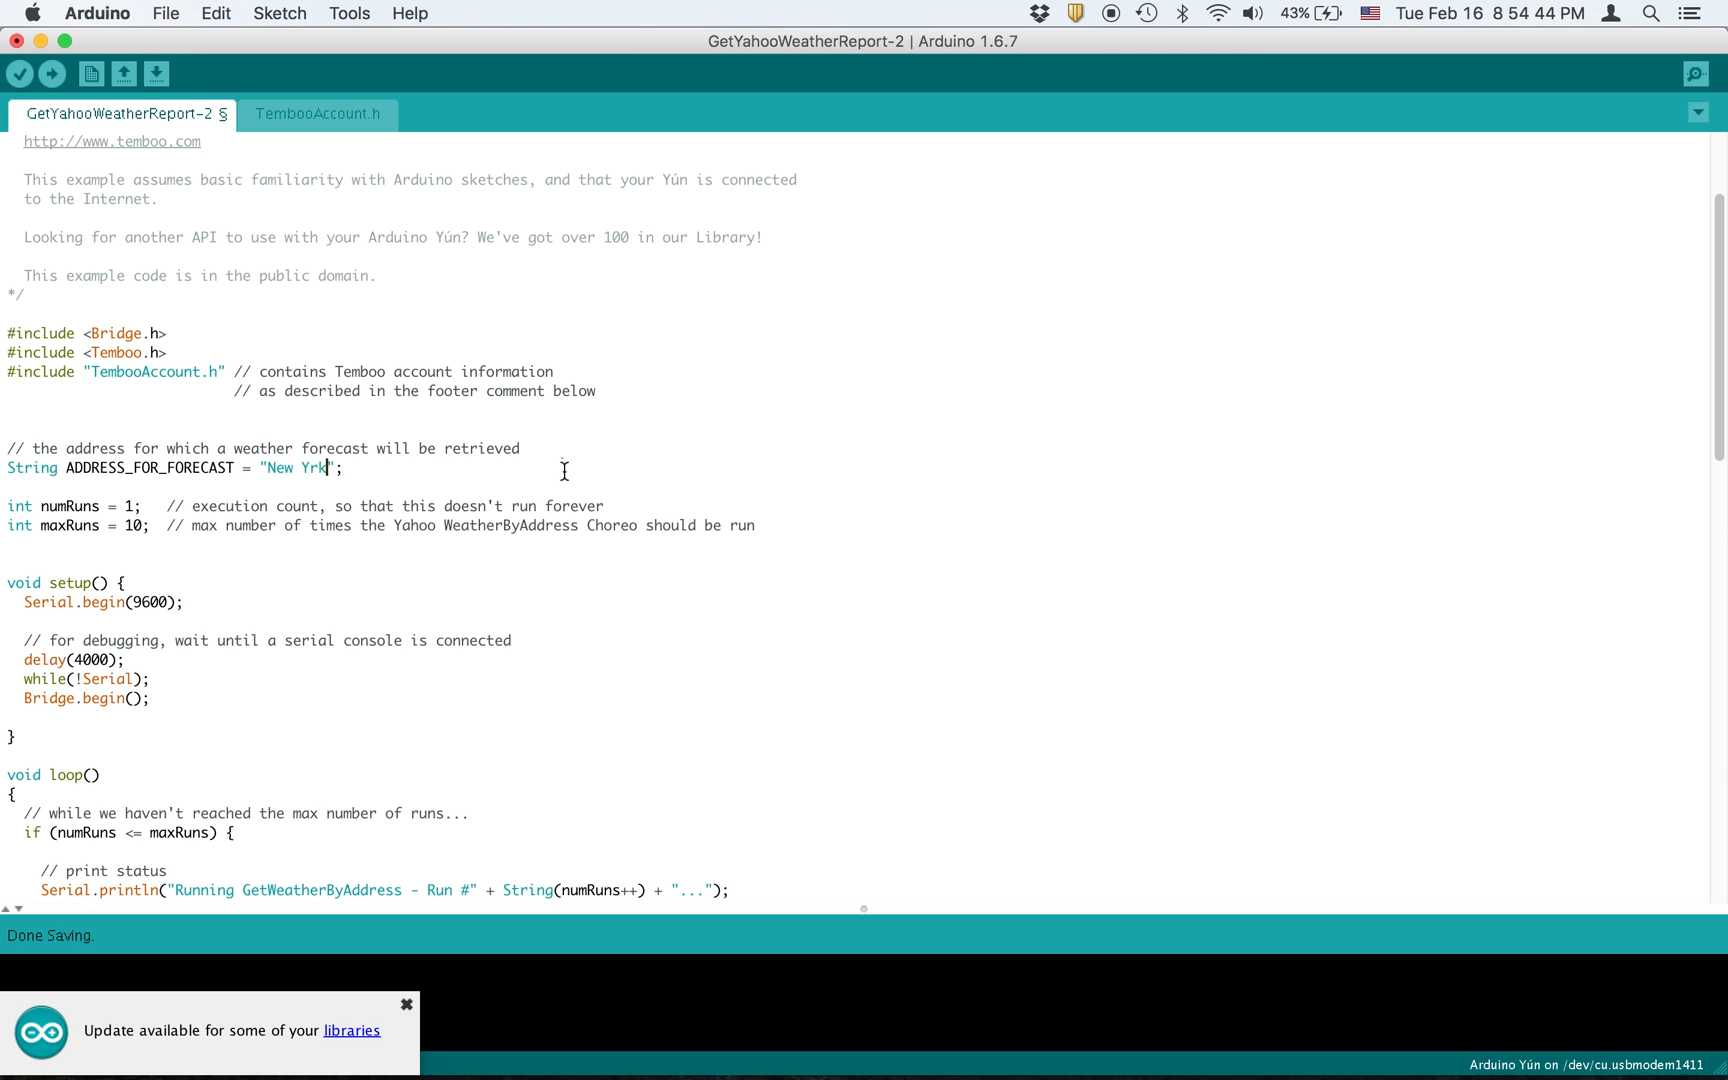 Arduino File Edit Sketch Tools Help 43% Tue Feb 16 8 54 44 PM
GetYahooWeatherReport-2 | Arduino 1.6.7
GetYahooWeatherReport-2 § TembooAccount.h
http://www.temboo.com
This example assumes basic familiarity with Arduino sketches, and that your Yún is connected
to the Internet.
Looking for another API to use with your Arduino Yún? We've got over 100 in our Library!
This example code is in the public domain.
*/
#include <Bridge.h>
#include <Temboo.h>
#include "TembooAccount.h" // contains Temboo account information
// as described in the footer comment below
// the address for which a weather forecast will be retrieved
String ADDRESS_FOR_FORECAST = "New Yrk";
int numRuns = 1; // execution count, so that this doesn't run forever
int maxRuns = 10; // max number of times the Yahoo WeatherByAddress Choreo should be run
void setup() {
Serial.begin(9600);
// for debugging, wait until a serial console is connected
delay(4000);
while(!Serial);
Bridge.begin();
}
void loop()
{
// while we haven't reached the max number of runs...
if (numRuns <= maxRuns) {
// print status
Serial.println("Running GetWeatherByAddress - Run #" + String(numRuns++) + "...");
Done Saving.
Update available for some of your libraries
Arduino Yún on /dev/cu.usbmodem1411